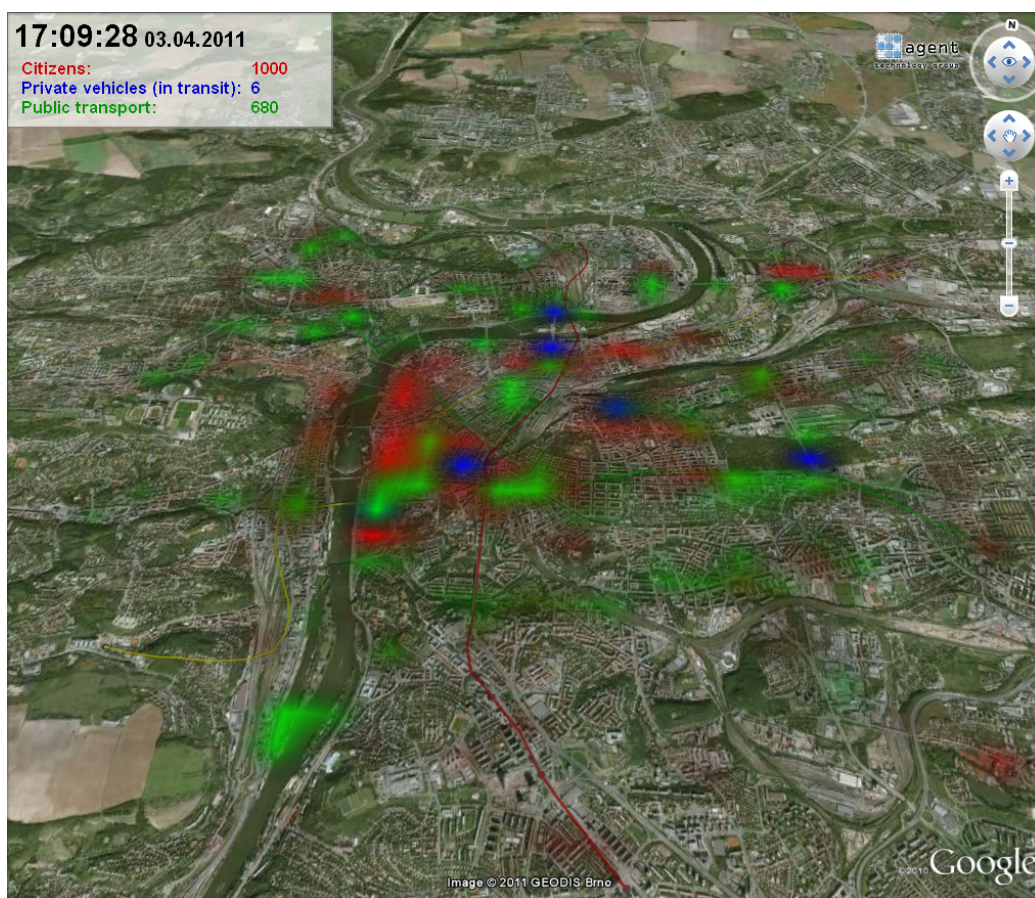 17:09:28 03.04.2011
Citizens: 1000
Private vehicles (in transit): 6
Public transport: 680
agent
technology group
N
Image © 2011 GEODIS Brno
©2010 Google